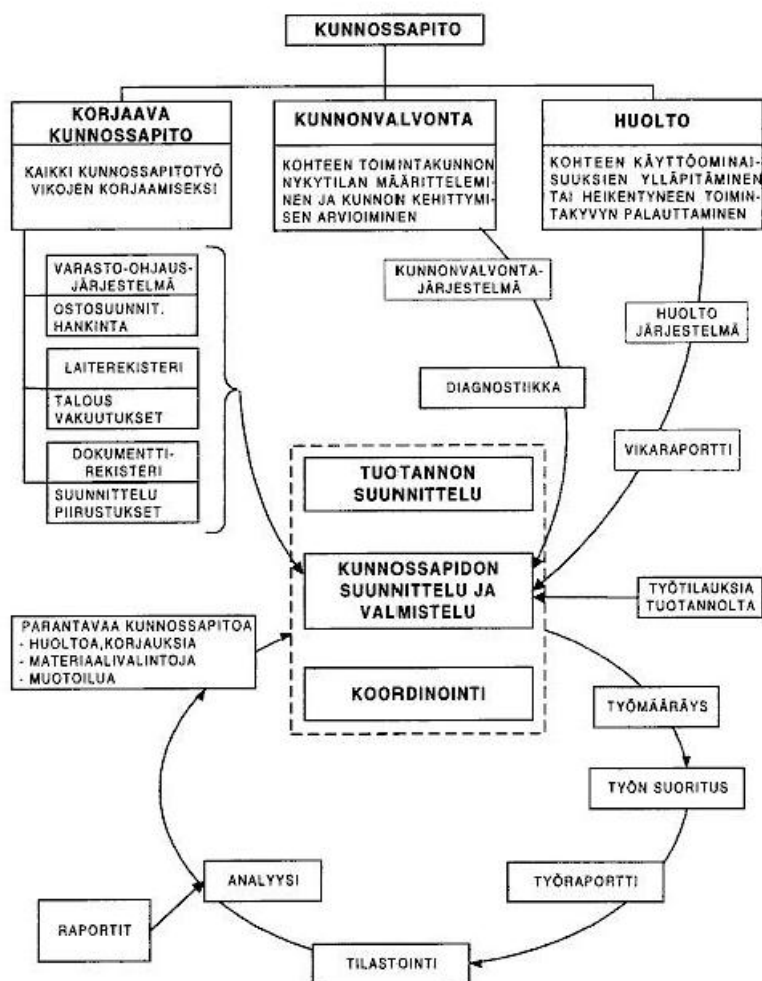 KUNNOSSAPITO
KORJAAVA
KUNNOSSAPITO
KAIKKI KUNNOSSAPITOTYÖ
VIKOJEN KORJAAMISEKSI
KUNNONVALVONTA
KOHTEEN TOIMINTAKUNNON
NYKYTILAN MÄÄRITTELEMI-
NEN JA KUNNON KEHITTYMI-
SEN ARVIOIMINEN
HUOLTO
KOHTEEN KÄYTTÖOMINAI-
SUUKSIEN YLLÄPITÄMINEN
TAI HEIKENTYNEEN TOIMIN-
TAKYVYN PALAUTTAMINEN
VARASTO-OHJAUS-
JÄRJESTELMÄ
OSTOSUUNNIT.
HANKINTA
LAITEREKISTERI
TALOUS
VAKUUTUKSET
DOKUMENTTI-
REKISTERI
SUUNNITTELU
PIIRUSTUKSET
KUNNONVALVONTA-
JÄRJESTELMÄ
DIAGNOSTIIKKA
HUOLTO
JÄRJESTELMÄ
VIKARAPORTTI
TUOTANNON
SUUNNITTELU
KUNNOSSAPIDON
SUUNNITTELU JA
VALMISTELU
KOORDINOINTI
TYÖTILAUKSIA
TUOTANNOLTA
PARANTAVAA KUNNOSSAPITOA
- HUOLTOA,KORJAUKSIA
- MATERIAALIVALINTOJA
- MUOTOILUA
TYÖMÄÄRÄYS
TYÖN SUORITUS
TYÖRAPORTTI
ANALYYSI
RAPORTIT
TILASTOINTI